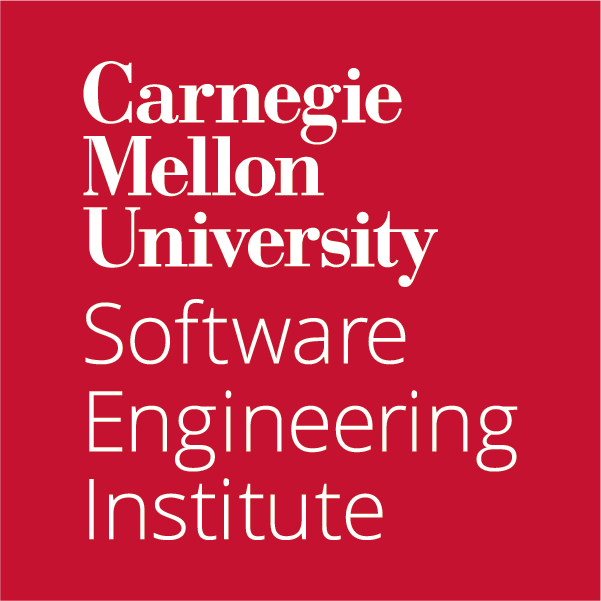 Carnegie
Mellon
University
Software
Engineering
Institute